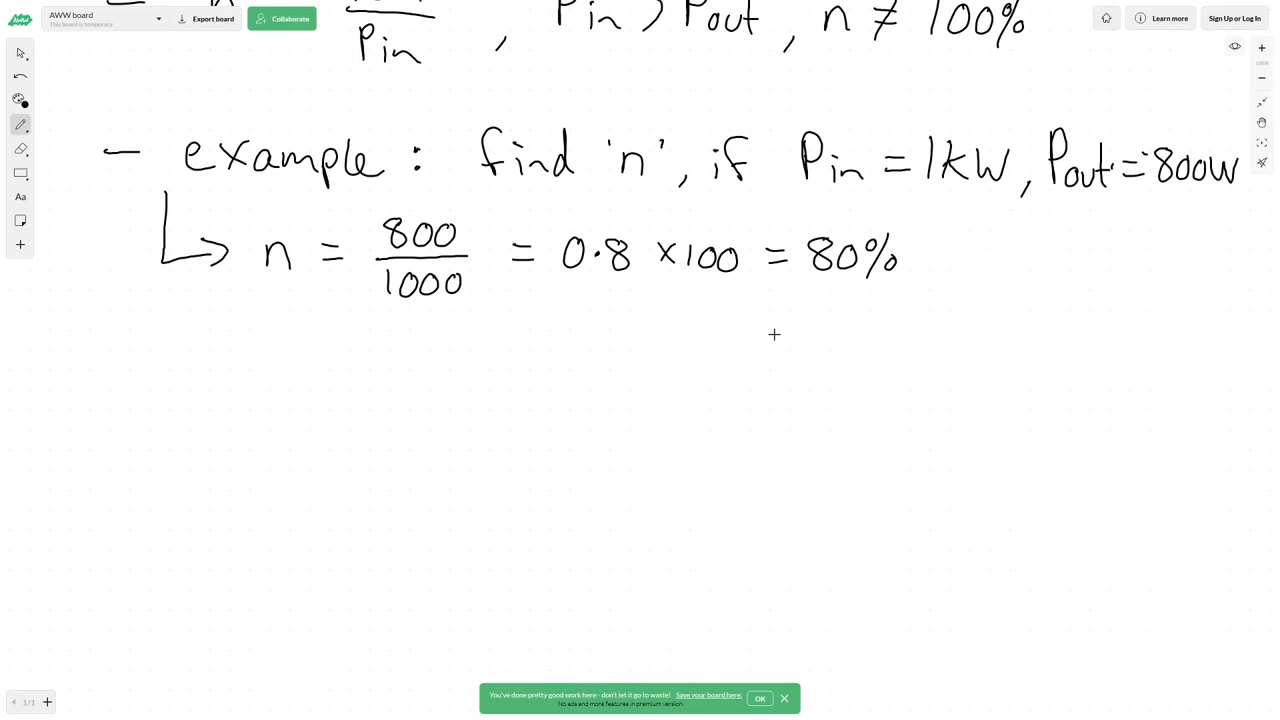 AWW board
This board is temporary
Export board
Collaborate
Learn more
Sign Up or Log In
Pin , Pin > Pout , n ≠ 100%
100%
- example : find 'n', if Pin = 1kW, Pout = 800W
n = 800/1000 = 0.8 × 100 = 80%
Aa
You've done pretty good work here - don't let it go to waste! Save your board here.
No ads and more features in premium version.
OK
1/1